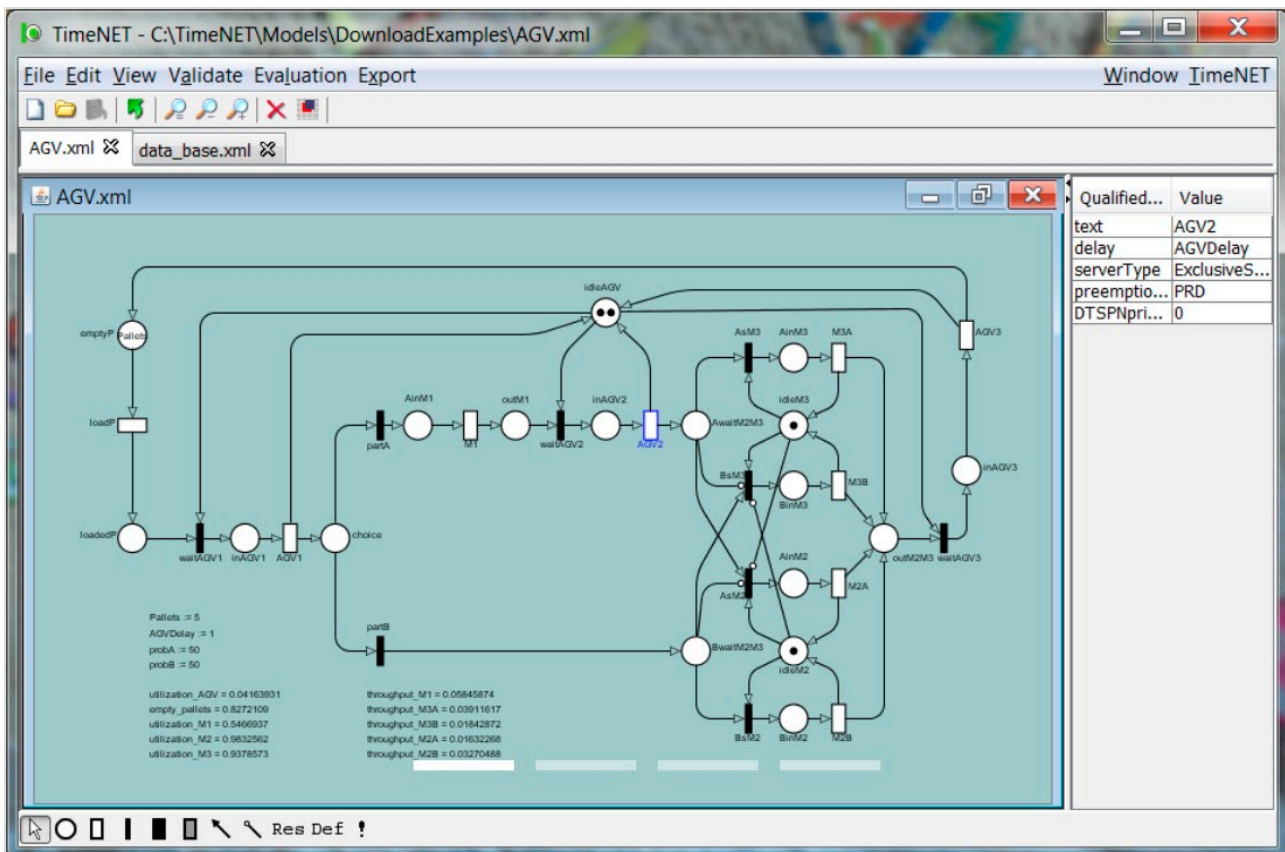 TimeNET - C:\TimeNET\Models\DownloadExamples\AGV.xml
File Edit View Validate Evaluation Export Window TimeNET
AGV.xml data_base.xml
AGV.xml
Qualified... Value
text AGV2
delay AGVDelay
serverType ExclusiveS...
preemptio... PRD
DTSPNpri... 0
idleAGV
emptyP Pallets
AsM3 AinM3 M3A
AGV3
AinM1 outM1 inAGV2
idleM3
loadP
partA M1 waitAGV2 AGV2 AwaitM2M3
BsM3 M3B
inAGV3
BinM3
loadedP choice
waitAGV1 inAGV1 AGV1
AinM2 outM2M3 waitAGV3
AsM2 M2A
Pallets := 5
AGVDelay := 1
probA := 50
probB := 50
partB
BwaitM2M3
idleM2
utilization_AGV = 0.04163931
empty_pallets = 0.8272109
utilization_M1 = 0.5466937
utilization_M2 = 0.9832562
utilization_M3 = 0.9378573
throughput_M1 = 0.05845874
throughput_M3A = 0.03911617
throughput_M3B = 0.01842872
throughput_M2A = 0.01632268
throughput_M2B = 0.03270488
BsM2 BinM2 M2B
Res Def !